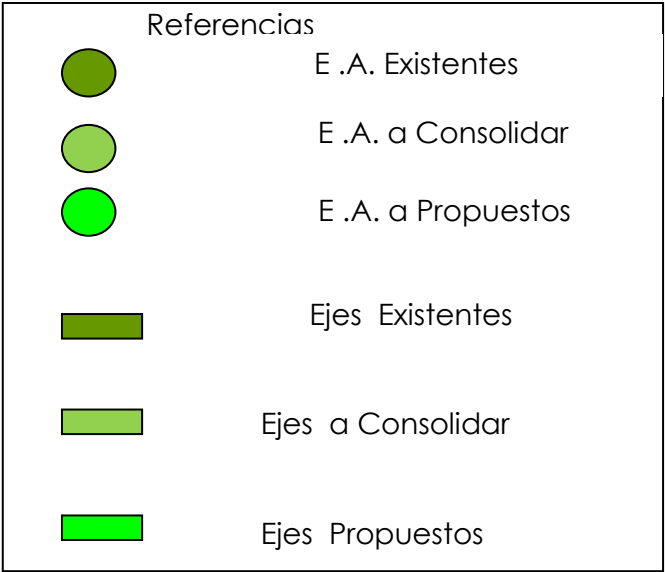 Referencias
E .A. Existentes
E .A. a Consolidar
E .A. a Propuestos
Ejes Existentes
Ejes a Consolidar
Ejes Propuestos